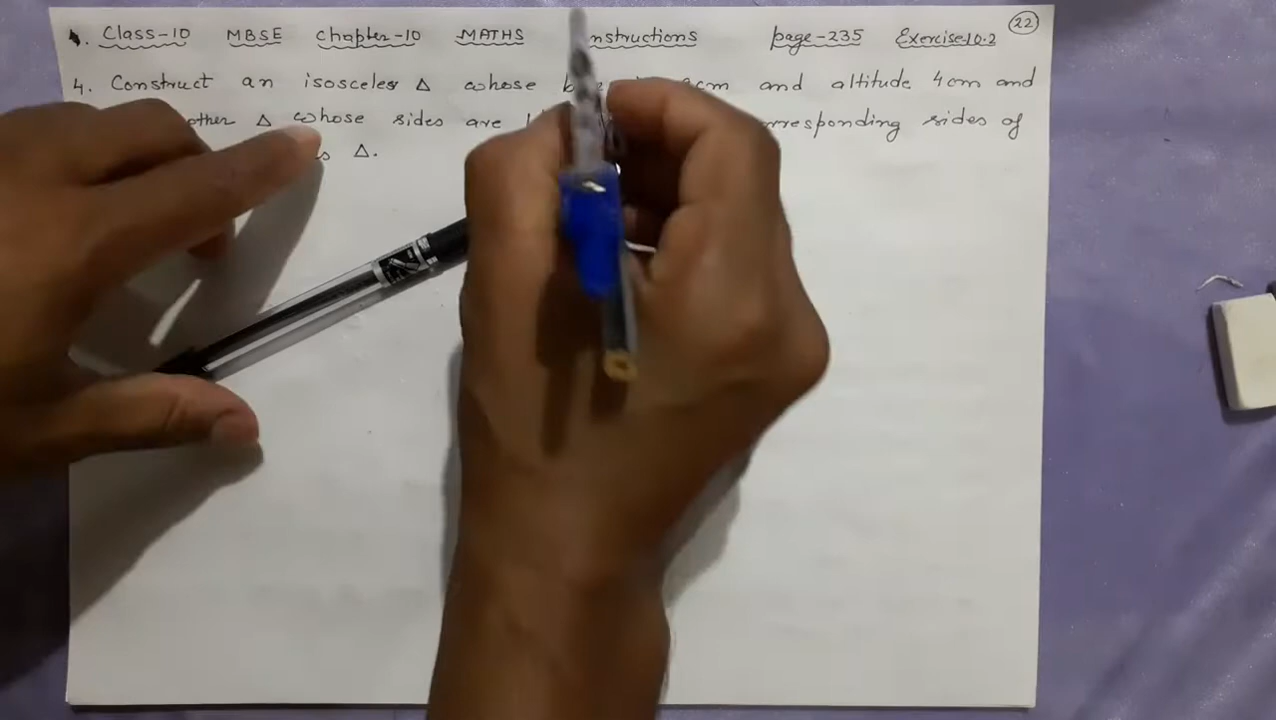 22
Class-10 MBSE Chapter-10 MATHS nstructions page-235 Exercise-10.2
4. Construct an isosceles Δ whose cm and altitude 4cm and
other Δ whose sides are rresponding sides of
s Δ.